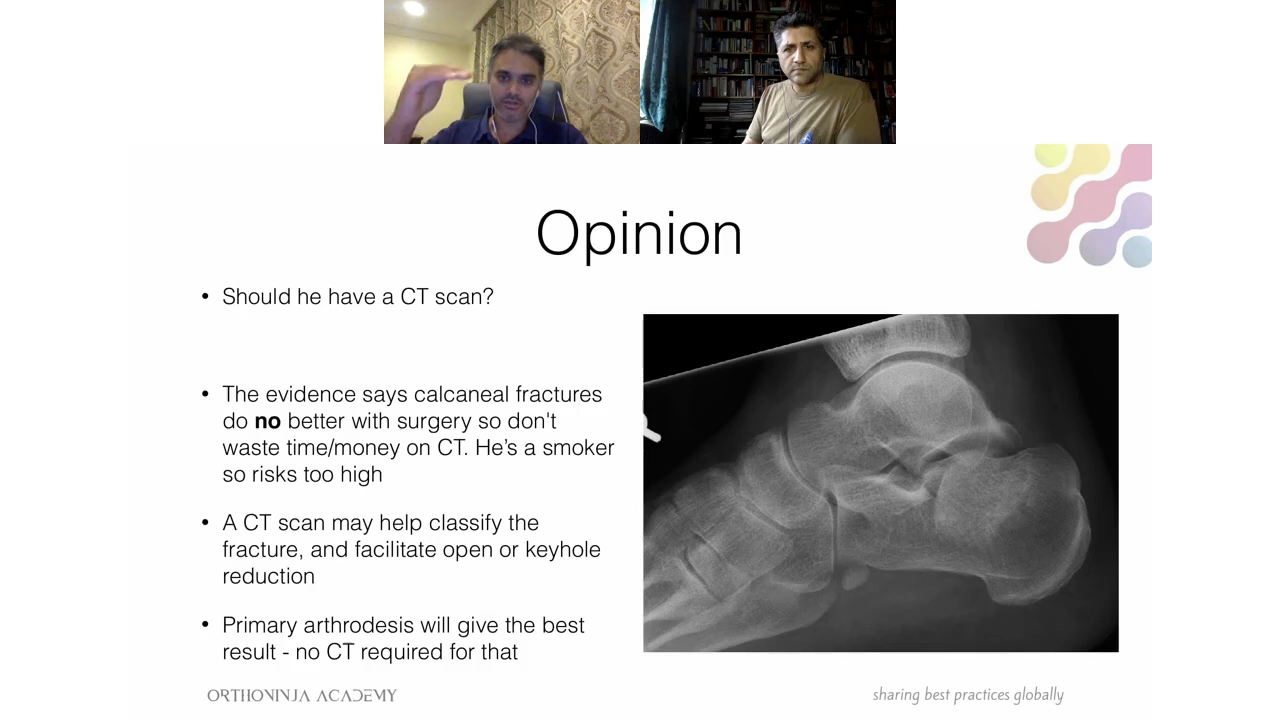 Opinion
• Should he have a CT scan?
• The evidence says calcaneal fractures
do no better with surgery so don't
waste time/money on CT. He’s a smoker
so risks too high
• A CT scan may help classify the
fracture, and facilitate open or keyhole
reduction
• Primary arthrodesis will give the best
result - no CT required for that
ORTHONINJA ACADEMY
sharing best practices globally